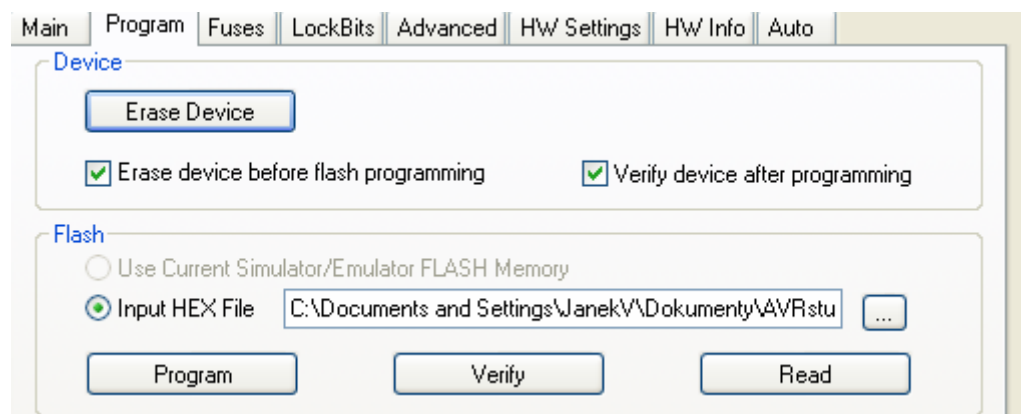 Main Program Fuses LockBits Advanced HW Settings HW Info Auto
Device
Erase Device
Erase device before flash programming Verify device after programming
Flash
Use Current Simulator/Emulator FLASH Memory
Input HEX File C:\Documents and Settings\JanekV\Dokumenty\AVRstu ...
Program Verify Read